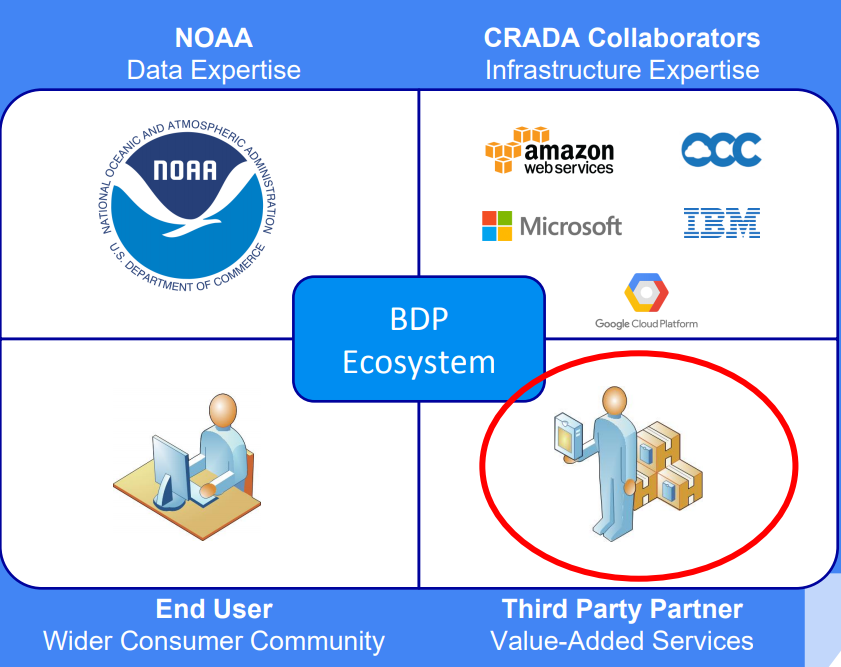 NOAA
Data Expertise
CRADA Collaborators
Infrastructure Expertise
NATIONAL OCEANIC AND ATMOSPHERIC ADMINISTRATION
NOAA
U.S. DEPARTMENT OF COMMERCE
amazon
web services
OCC
Microsoft
IBM
Google Cloud Platform
BDP
Ecosystem
End User
Wider Consumer Community
Third Party Partner
Value-Added Services